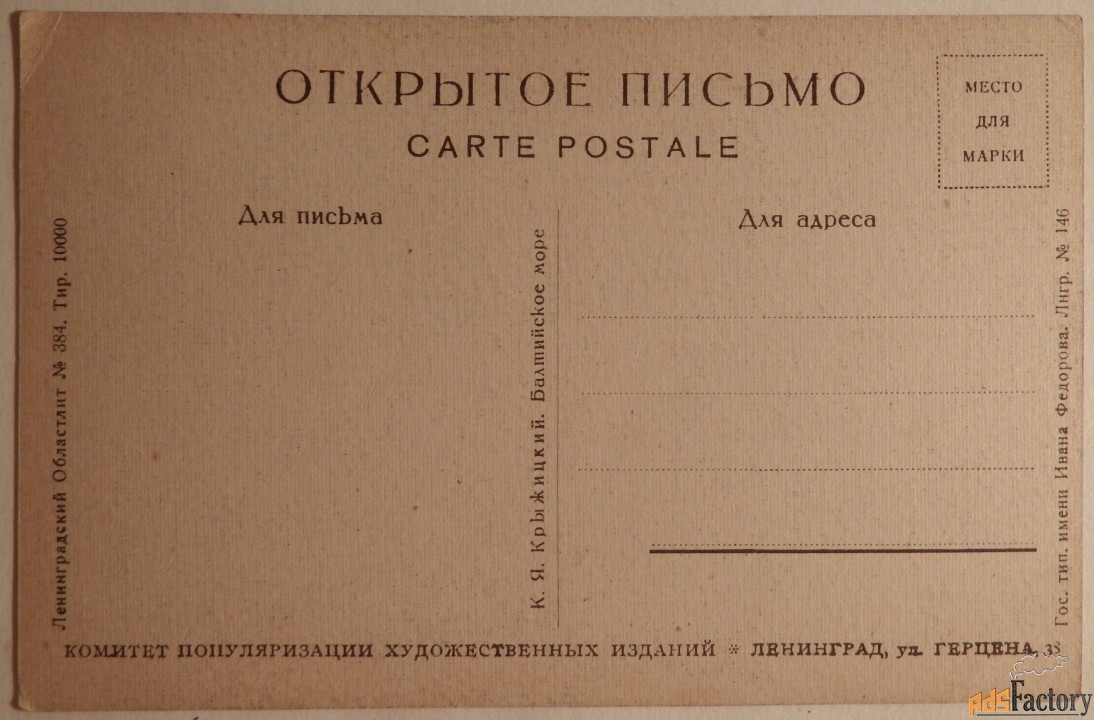 ОТКРЫТОЕ ПИСЬМО
CARTE POSTALE
МЕСТО
ДЛЯ
МАРКИ
Для письма
Для адреса
Ленинградский Областлит № 384. Тир. 10000
К. Я. Крыжицкий. Балтийское море
Гос. тип. имени Ивана Федорова. Лнгр. № 146
КОМИТЕТ ПОПУЛЯРИЗАЦИИ ХУДОЖЕСТВЕННЫХ ИЗДАНИЙ * ЛЕНИНГРАД, ул. ГЕРЦЕНА, 38
adsFactory